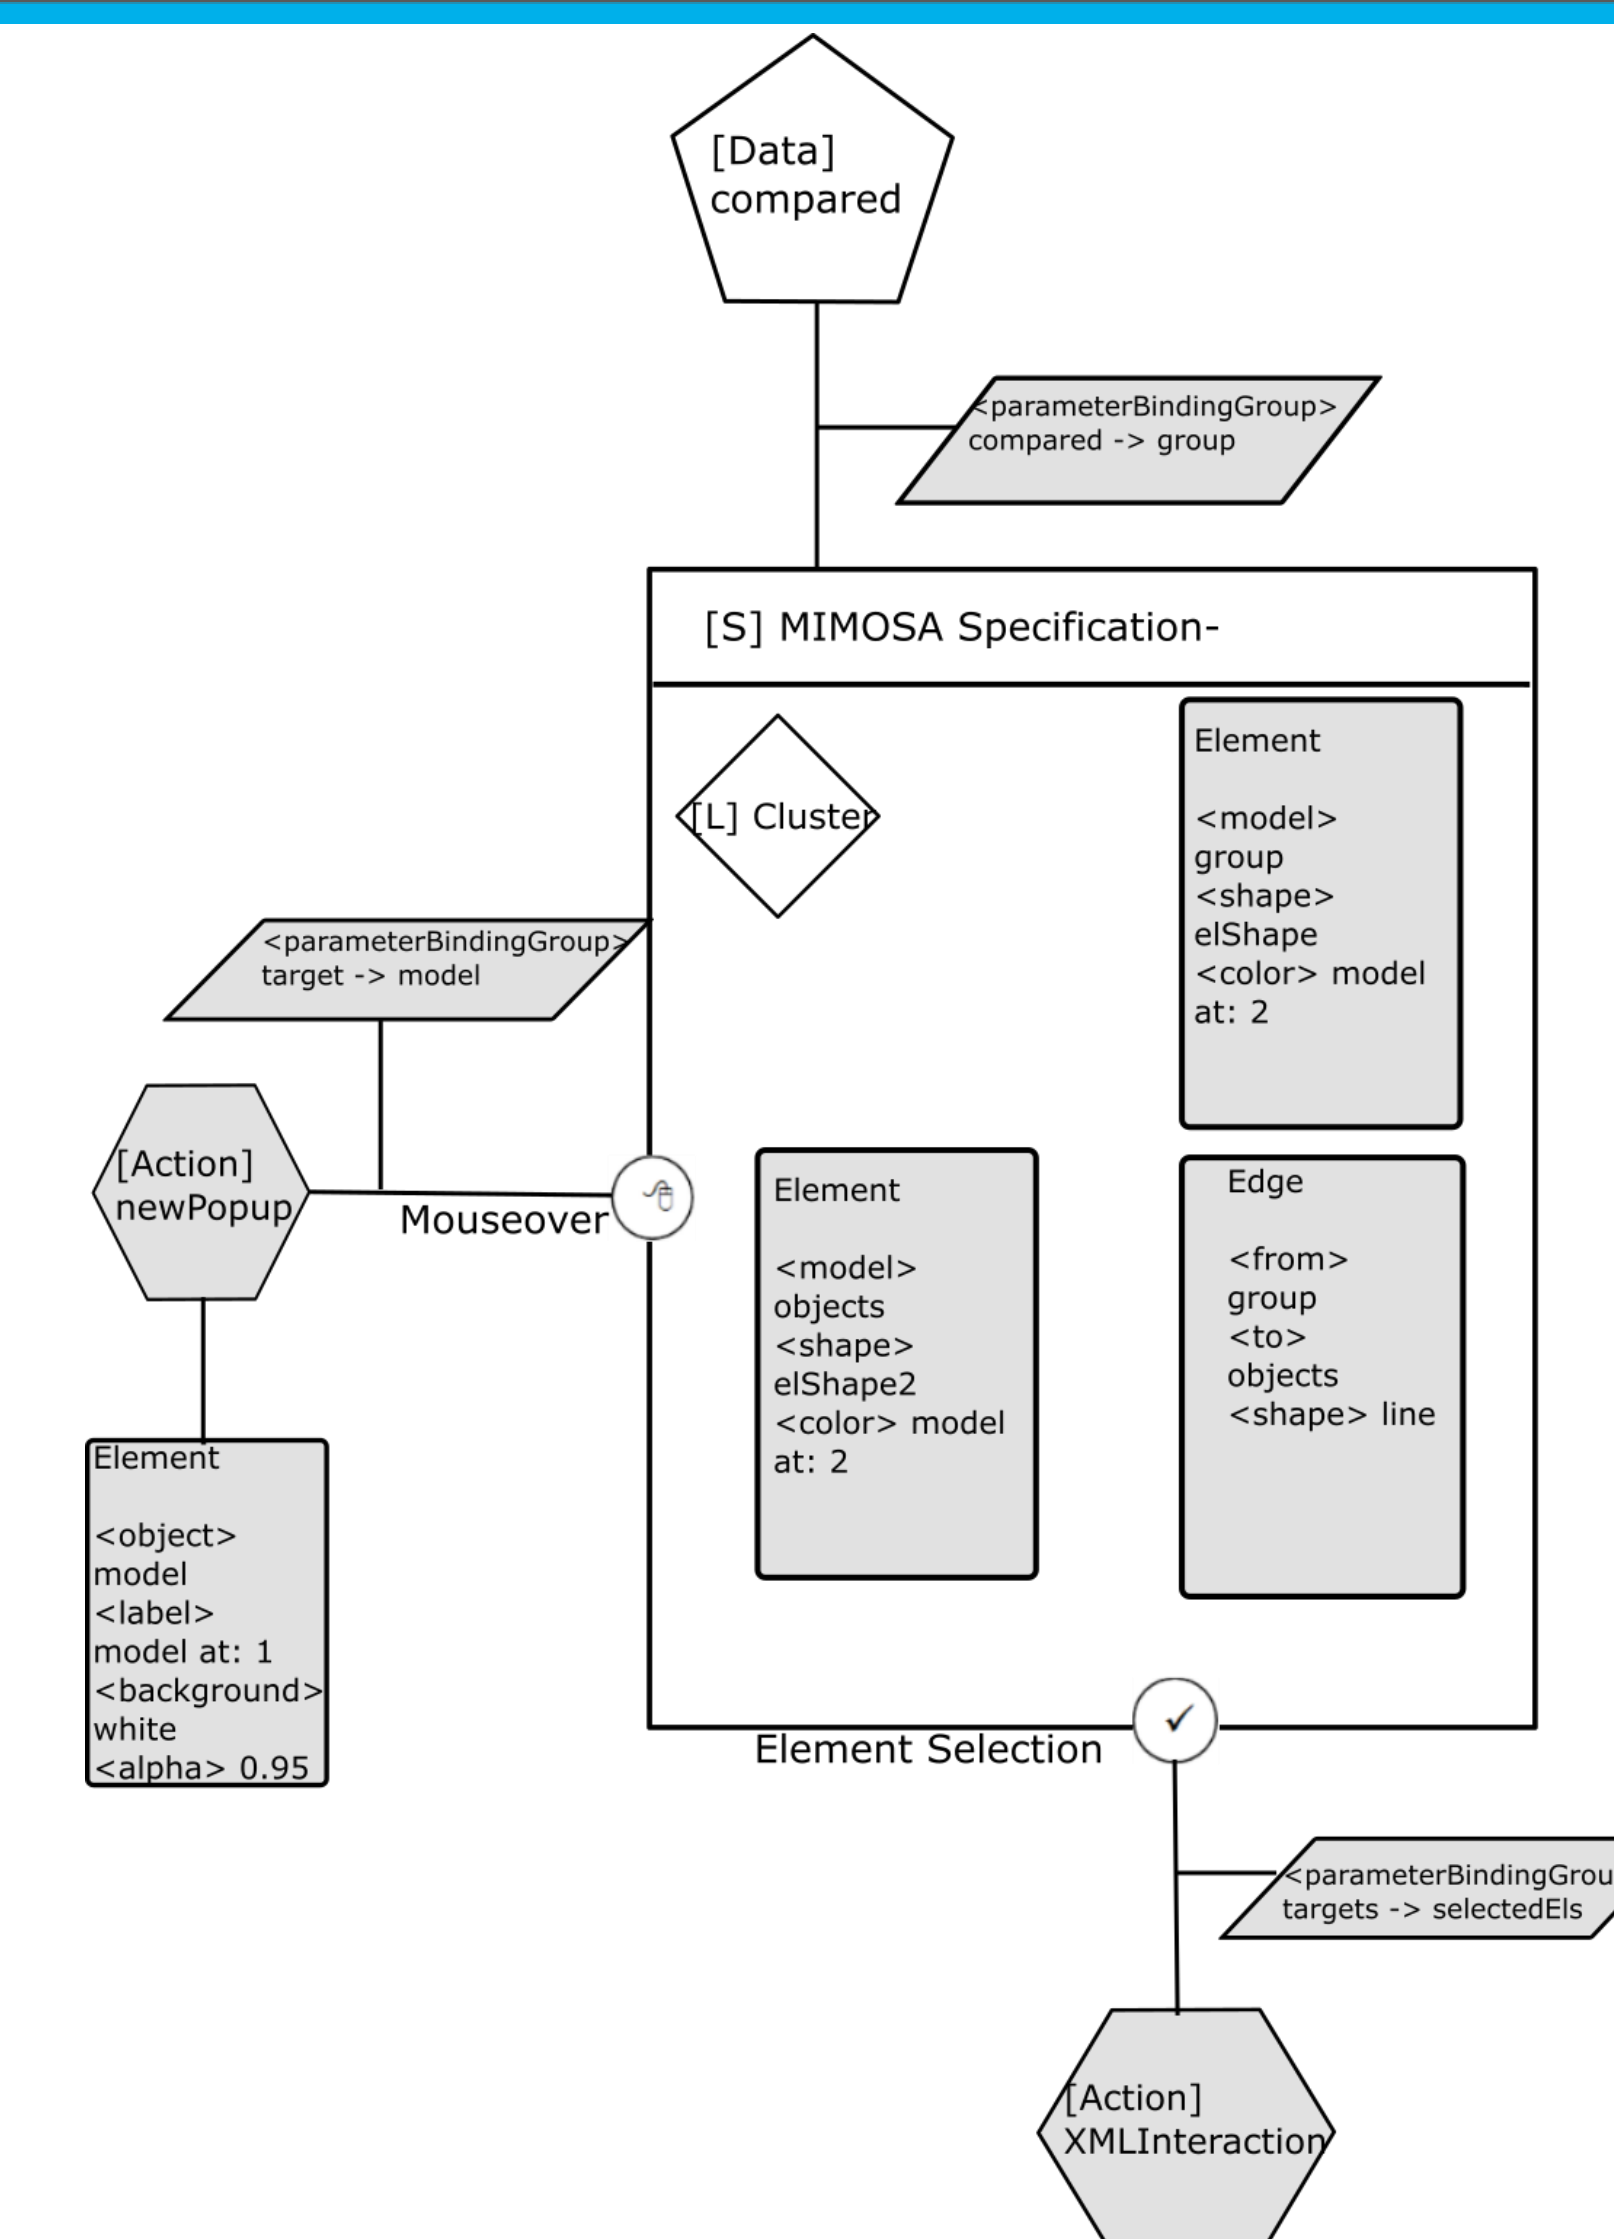 [Data]
compared
<parameterBindingGroup>
compared -> group
[S] MIMOSA Specification-
[L] Cluster
Element
<model>
group
<shape>
elShape
<color> model
at: 2
<parameterBindingGroup>
target -> model
[Action]
newPopup
Mouseover
Element
<model>
objects
<shape>
elShape2
<color> model
at: 2
Edge
<from>
group
<to>
objects
<shape> line
Element
<object>
model
<label>
model at: 1
<background>
white
<alpha> 0.95
Element Selection
<parameterBindingGrou
targets -> selectedEls
[Action]
XMLInteraction